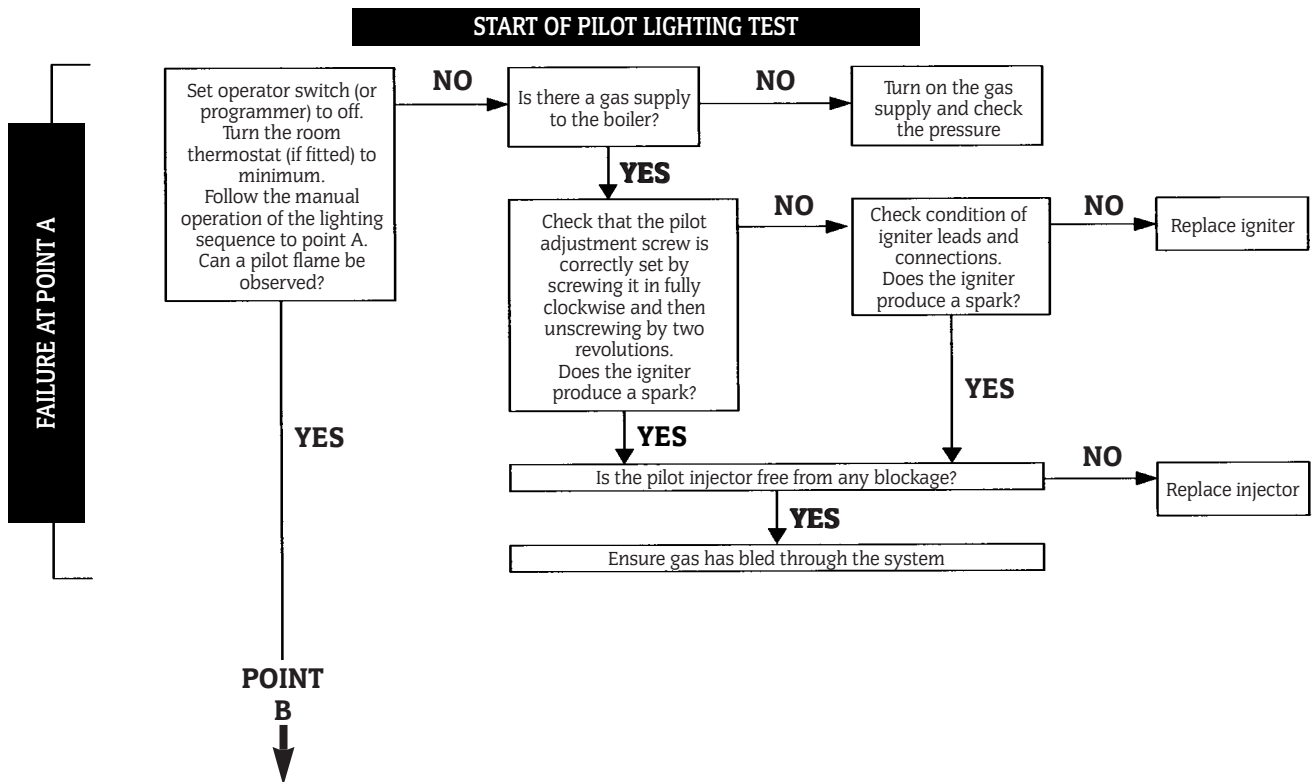 START OF PILOT LIGHTING TEST
FAILURE AT POINT A
Set operator switch (or
programmer) to off.
Turn the room
thermostat (if fitted) to
minimum.
Follow the manual
operation of the lighting
sequence to point A.
Can a pilot flame be
observed?
NO
Is there a gas supply
to the boiler?
NO
Turn on the gas
supply and check
the pressure
YES
Check that the pilot
adjustment screw is
correctly set by
screwing it in fully
clockwise and then
unscrewing by two
revolutions.
Does the igniter
produce a spark?
NO
Check condition of
igniter leads and
connections.
Does the igniter
produce a spark?
NO
Replace igniter
YES
YES
YES
Is the pilot injector free from any blockage?
NO
Replace injector
YES
Ensure gas has bled through the system
POINT
B